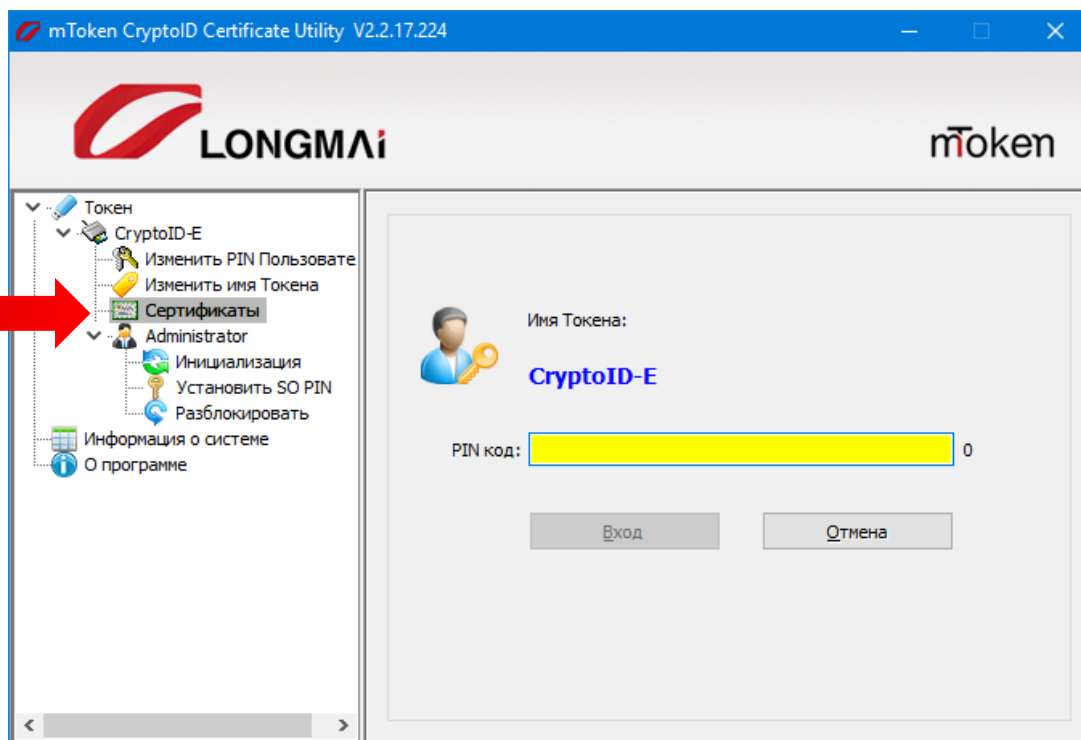 mToken CryptoID Certificate Utility V2.2.17.224
LONGMAi
mToken
Токен
CryptoID-E
Изменить PIN Пользовате
Изменить имя Токена
Сертификаты
Administrator
Инициализация
Установить SO PIN
Разблокировать
Информация о системе
О программе
Имя Токена:
CryptoID-E
PIN код:
0
Вход
Отмена